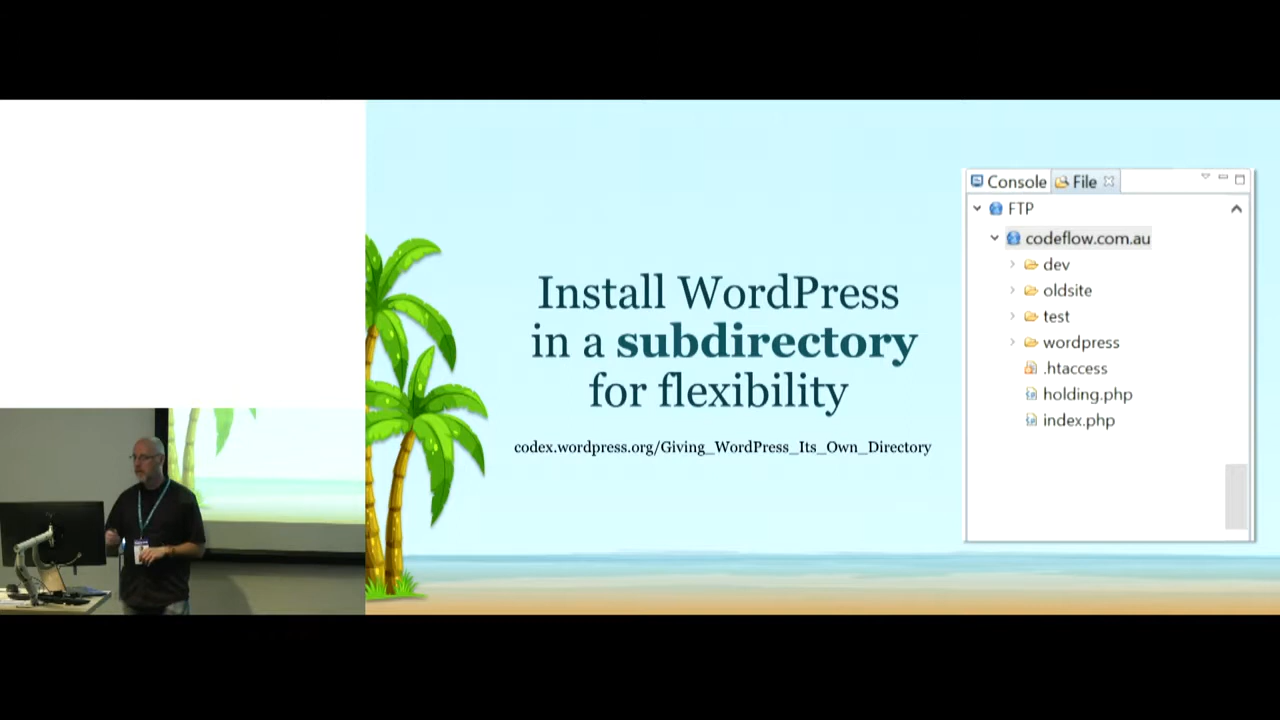 Install WordPress
in a subdirectory
for flexibility
codex.wordpress.org/Giving_WordPress_Its_Own_Directory
Console File
FTP
codeflow.com.au
dev
oldsite
test
wordpress
.htaccess
holding.php
index.php